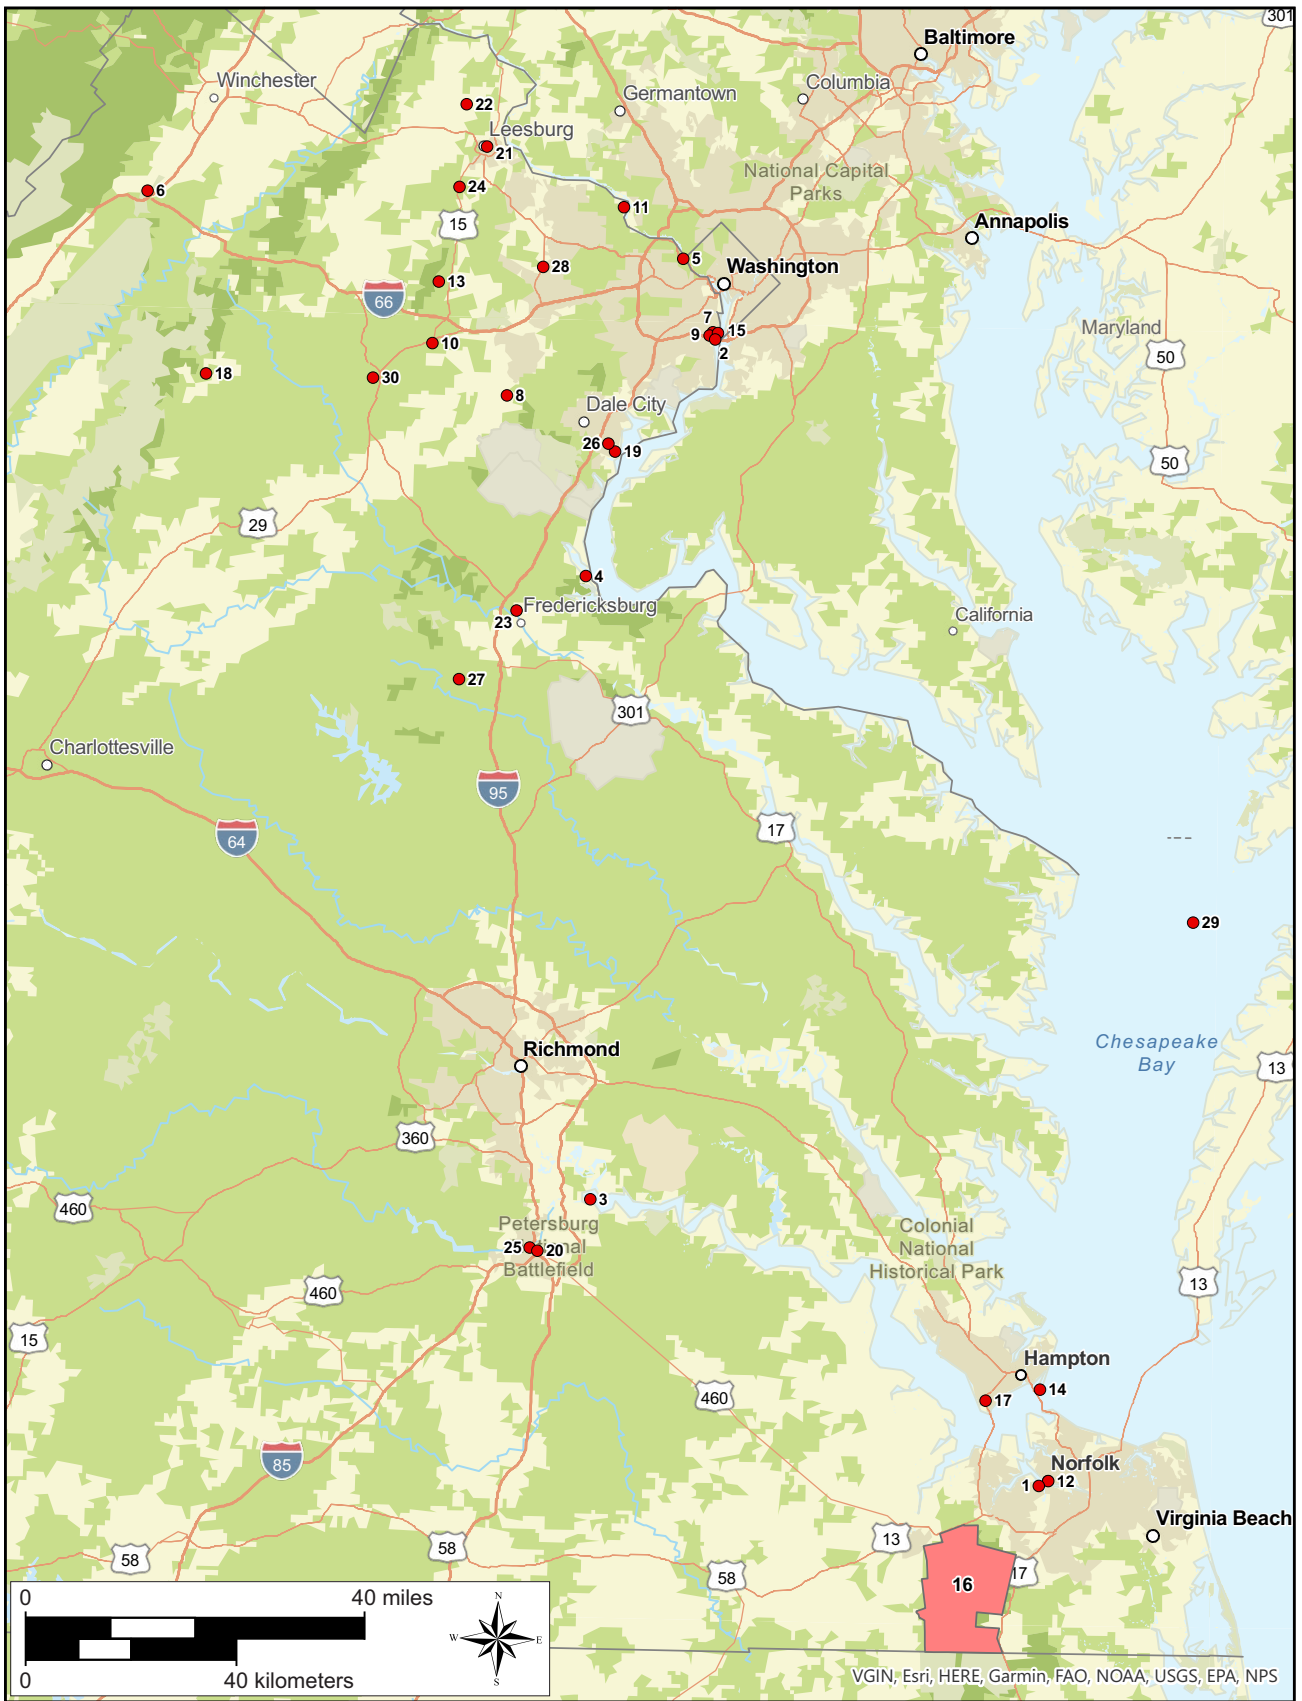 301
Baltimore
Winchester
Columbia
Germantown
22
Leesburg
21
National Capital
Parks
6
24
11
15
Annapolis
5
28
Washington
13
66
7
15
9
2
Maryland
10
50
18
30
8
Dale City
26
19
50
29
4
Fredericksburg
23
California
27
301
Charlottesville
95
17
64
29
Chesapeake
Bay
Richmond
13
360
3
460
Petersburg
National
Battlefield
25
20
Colonial
National
Historical Park
13
460
15
Hampton
14
17
460
85
Norfolk
1
12
Virginia Beach
13
58
58
58
17
16
0
40 miles
0
40 kilometers
N
W
E
S
VGIN, Esri, HERE, Garmin, FAO, NOAA, USGS, EPA, NPS